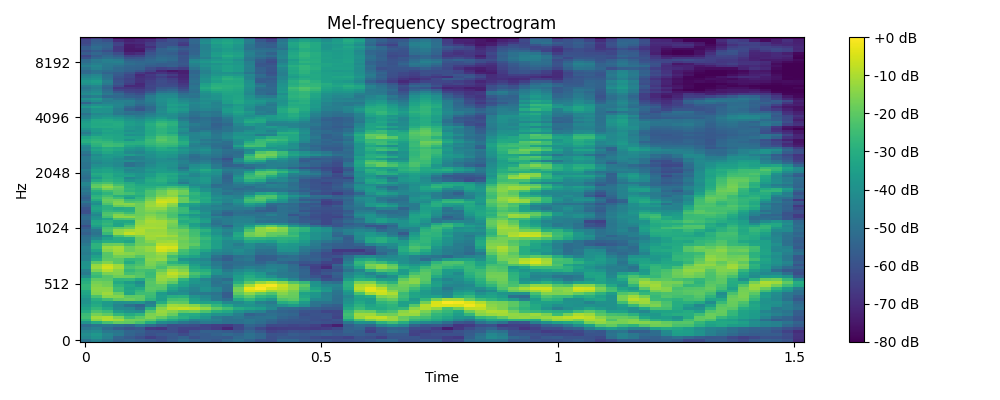 Mel-frequency spectrogram
Hz
8192
4096
2048
1024
512
0
0
0.5
1
1.5
Time
+0 dB
-10 dB
-20 dB
-30 dB
-40 dB
-50 dB
-60 dB
-70 dB
-80 dB